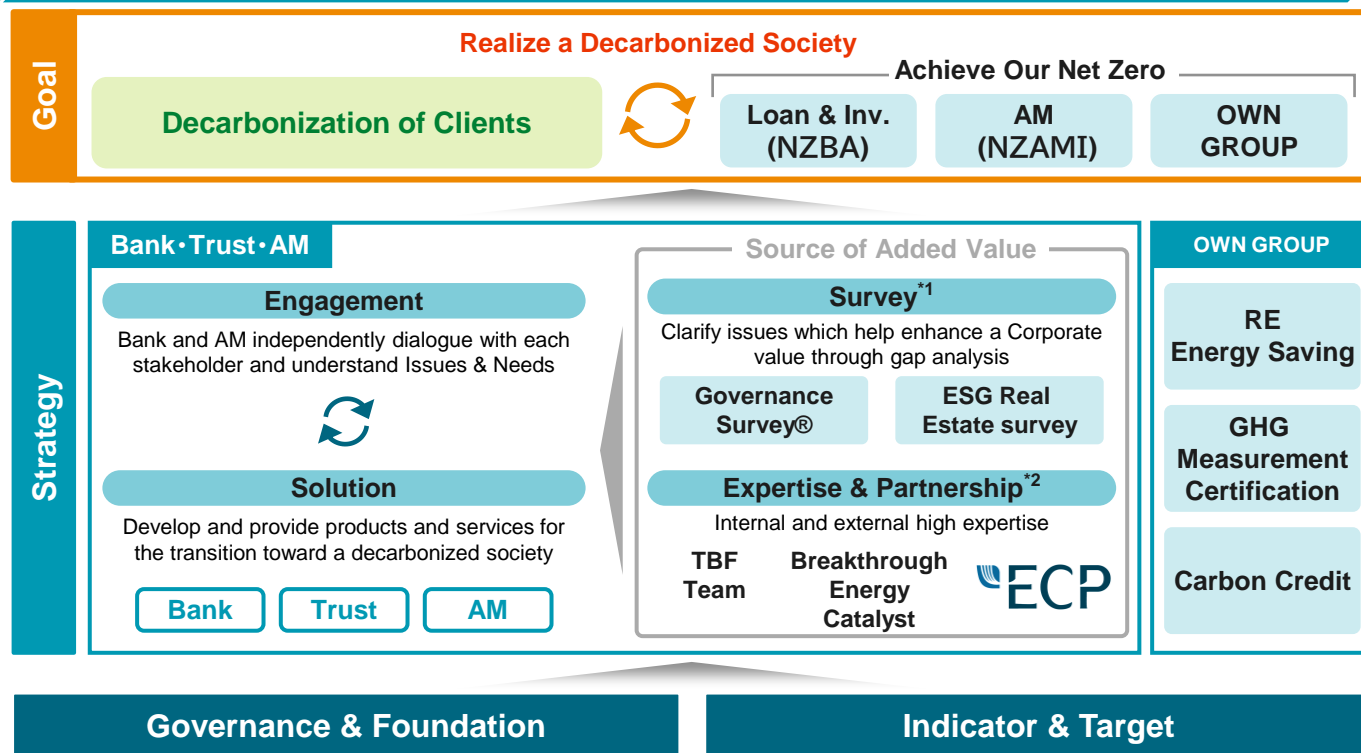 Goal
Realize a Decarbonized Society
Decarbonization of Clients
Achieve Our Net Zero
Loan & Inv.
(NZBA)
AM
(NZAMI)
OWN
GROUP
Strategy
Bank・Trust・AM
Engagement
Bank and AM independently dialogue with each
stakeholder and understand Issues & Needs
Solution
Develop and provide products and services for
the transition toward a decarbonized society
Bank
Trust
AM
Source of Added Value
Survey*1
Clarify issues which help enhance a Corporate
value through gap analysis
Governance
Survey®
ESG Real
Estate survey
Expertise & Partnership*2
Internal and external high expertise
TBF
Team
Breakthrough
Energy
Catalyst
ECP
OWN GROUP
RE
Energy Saving
GHG
Measurement
Certification
Carbon Credit
Governance & Foundation
Indicator & Target